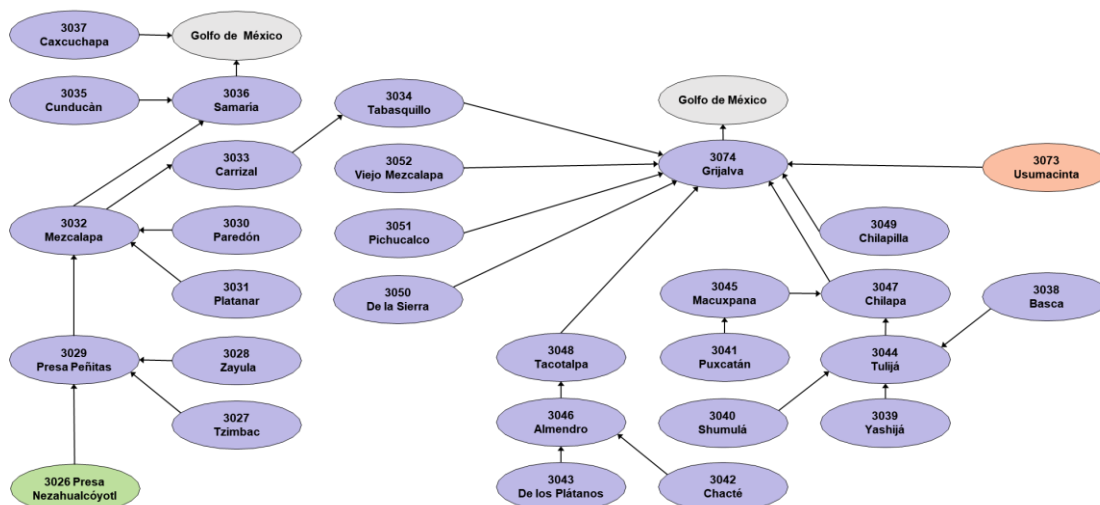 3037
Caxcuchapa
Golfo de México
3035
Cunducán
3036
Samaria
3034
Tabasquillo
Golfo de México
3033
Carrizal
3052
Viejo Mezcalapa
3074
Grijalva
3073
Usumacinta
3032
Mezcalapa
3030
Paredón
3051
Pichucalco
3049
Chilapilla
3031
Platanar
3050
De la Sierra
3045
Macuxpana
3047
Chilapa
3038
Basca
3029
Presa Peñitas
3028
Zayula
3048
Tacotalpa
3041
Puxcatán
3044
Tulijá
3027
Tzimbac
3046
Almendro
3040
Shumulá
3039
Yashijá
3026 Presa
Nezahualcóyotl
3043
De los Plátanos
3042
Chacté